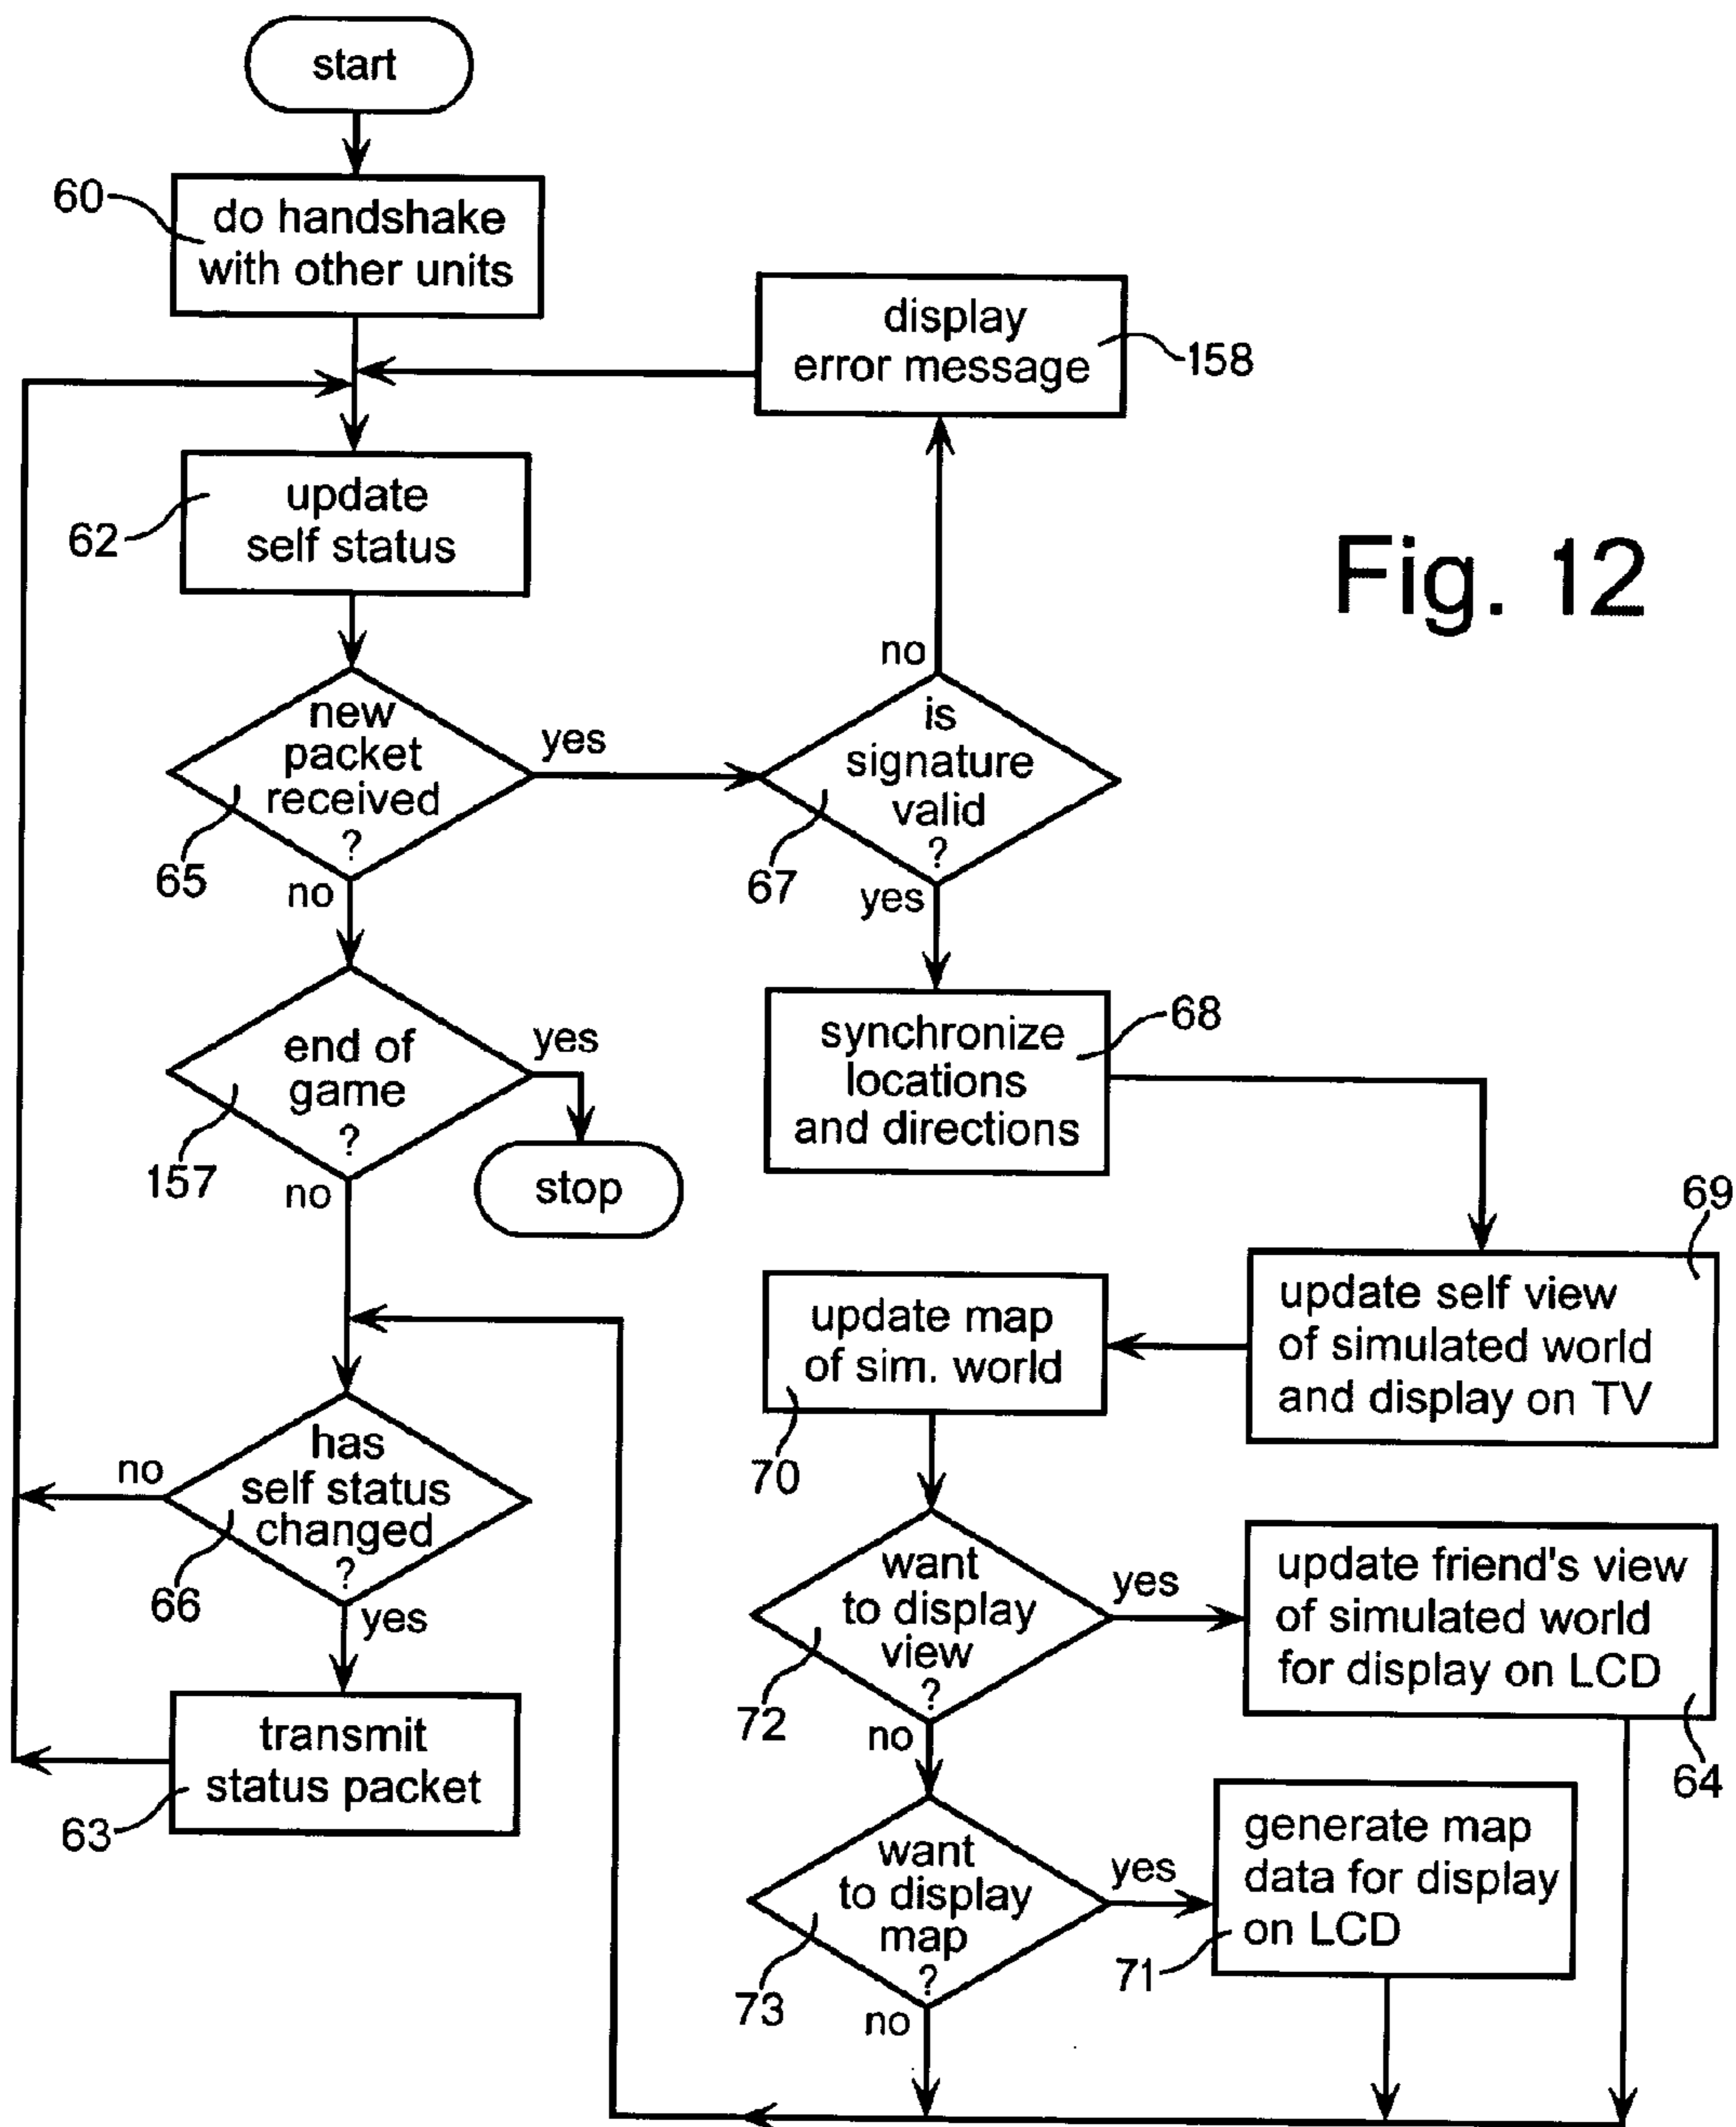 start
60
do handshake
with other units
display
error message
158
update
self status
62
Fig. 12
new
packet
received
?
65
yes
no
is
signature
valid
?
67
no
yes
end of
game
?
157
yes
no
stop
synchronize
locations
and directions
68
69
update self view
of simulated world
and display on TV
update map
of sim. world
70
has
self status
changed
?
66
no
yes
want
to display
view
?
72
yes
no
update friend's view
of simulated world
for display on LCD
64
transmit
status packet
63
want
to display
map
?
73
yes
no
generate map
data for display
on LCD
71